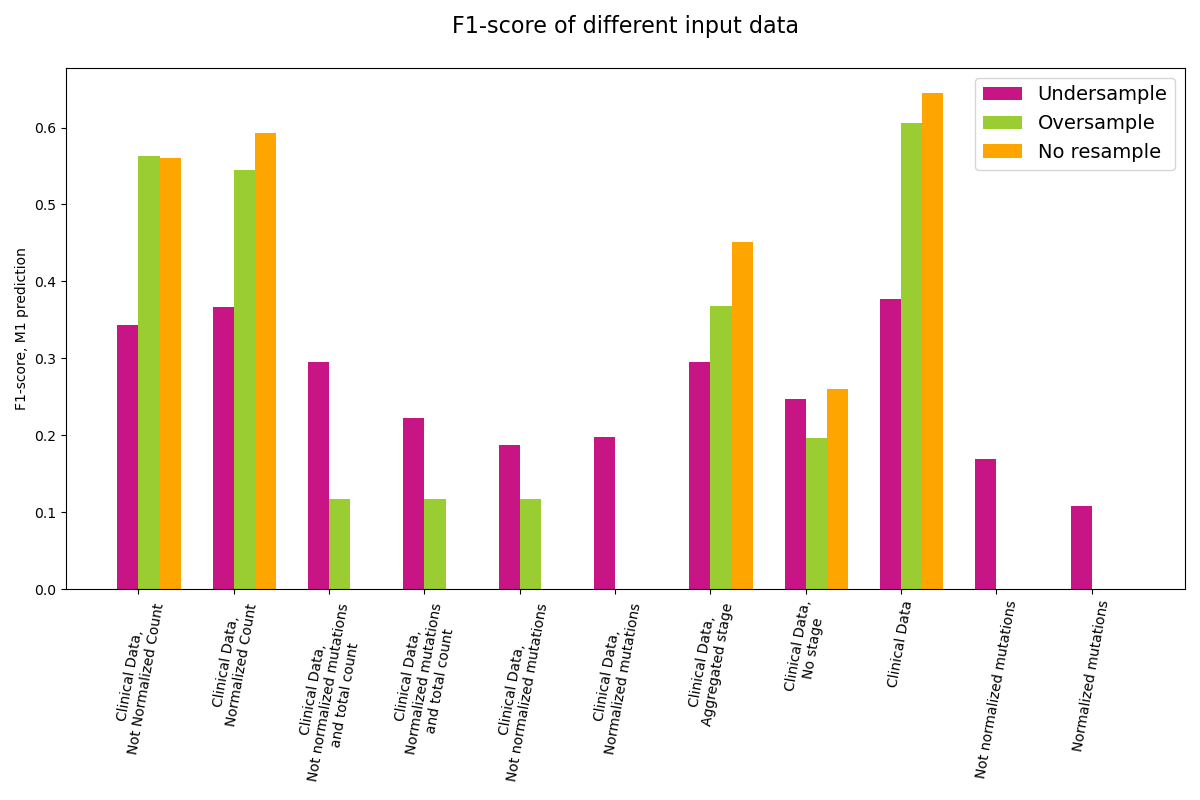 F1-score of different input data
Undersample
Oversample
No resample
F1-score, M1 prediction
0.6
0.5
0.4
0.3
0.2
0.1
0.0
Clinical Data,
Not Normalized Count
Clinical Data,
Normalized Count
Clinical Data,
Not normalized mutations
and total count
Clinical Data,
Normalized mutations
and total count
Clinical Data,
Not normalized mutations
Clinical Data,
Normalized mutations
Clinical Data,
Aggregated stage
Clinical Data,
No stage
Clinical Data
Not normalized mutations
Normalized mutations